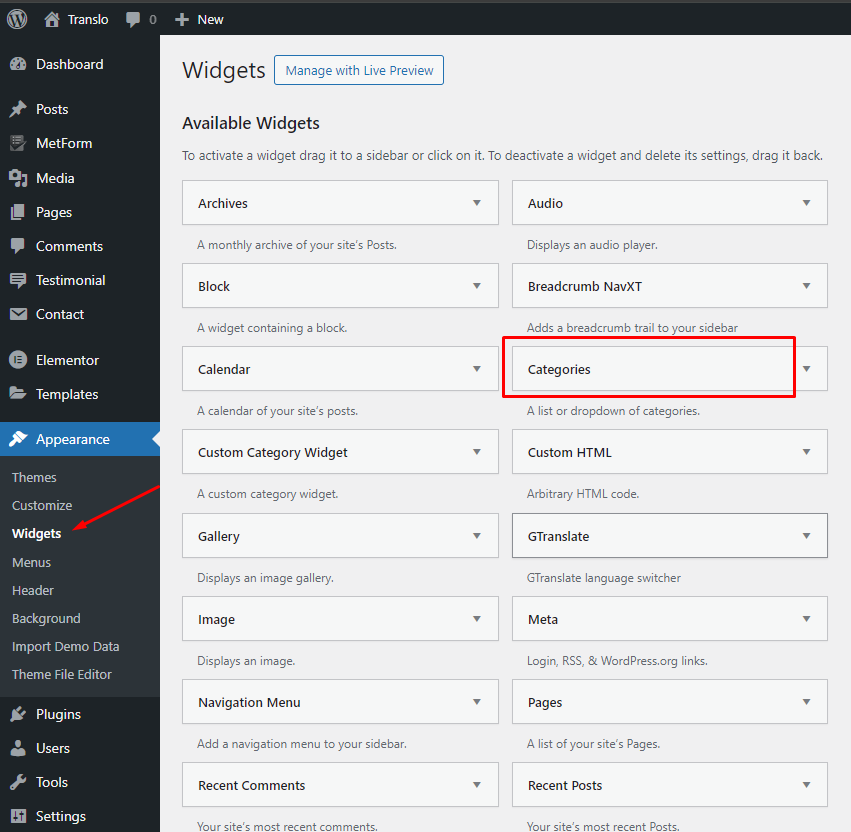 Translo 0 New
Dashboard
Posts
MetForm
Media
Pages
Comments
Testimonial
Contact
Elementor
Templates
Appearance
Themes
Customize
Widgets
Menus
Header
Background
Import Demo Data
Theme File Editor
Plugins
Users
Tools
Settings
Widgets Manage with Live Preview
Available Widgets
To activate a widget drag it to a sidebar or click on it. To deactivate a widget and delete its settings, drag it back.
Archives
A monthly archive of your site’s Posts.
Audio
Displays an audio player.
Block
A widget containing a block.
Breadcrumb NavXT
Adds a breadcrumb trail to your sidebar
Calendar
A calendar of your site’s posts.
Categories
A list or dropdown of categories.
Custom Category Widget
A custom category widget.
Custom HTML
Arbitrary HTML code.
Gallery
Displays an image gallery.
GTranslate
GTranslate language switcher
Image
Displays an image.
Meta
Login, RSS, & WordPress.org links.
Navigation Menu
Add a navigation menu to your sidebar.
Pages
A list of your site’s Pages.
Recent Comments
Your site’s most recent comments.
Recent Posts
Your site’s most recent Posts.